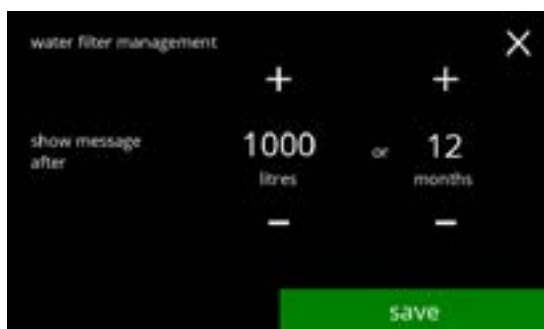 water filter management
+ +
show message
after
1000 or 12
litres months
- -
save